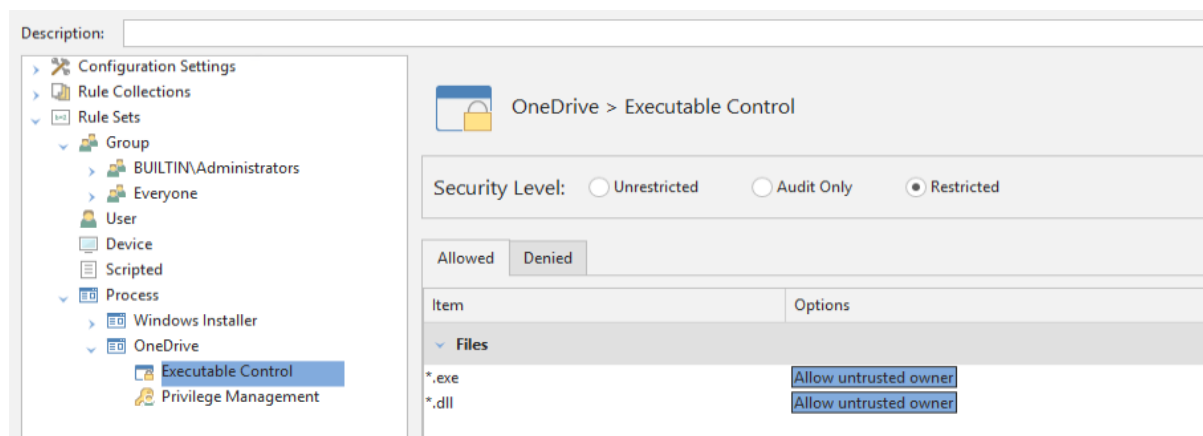 Description:
Configuration Settings
Rule Collections
Rule Sets
Group
BUILTIN\Administrators
Everyone
User
Device
Scripted
Process
Windows Installer
OneDrive
Executable Control
Privilege Management
OneDrive > Executable Control
Security Level: Unrestricted Audit Only Restricted
Allowed Denied
Item Options
Files
*.exe Allow untrusted owner
*.dll Allow untrusted owner